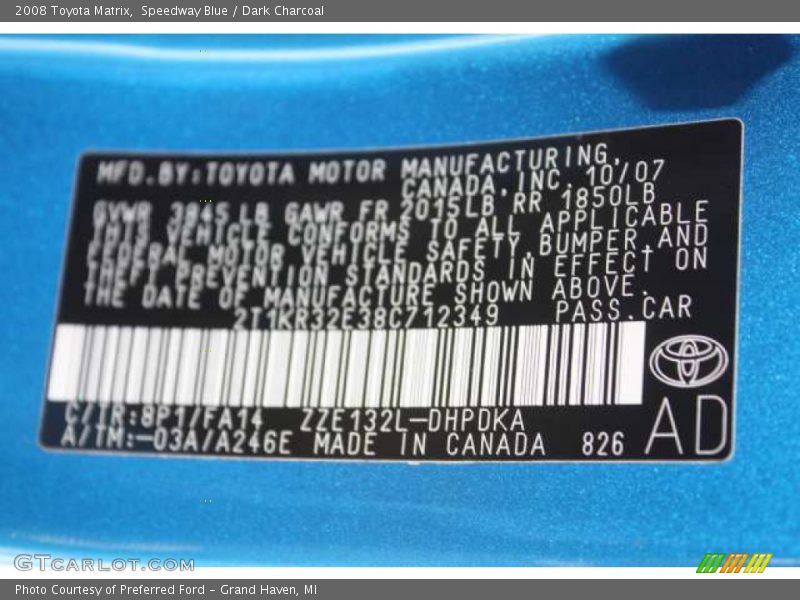 2008 Toyota Matrix, Speedway Blue / Dark Charcoal
MFD.BY:TOYOTA MOTOR MANUFACTURING,
CANADA,INC. 10/07
GVWR 3845 LB GAWR FR 2015LB RR 1850LB
THIS VEHICLE CONFORMS TO ALL APPLICABLE
FEDERAL MOTOR VEHICLE SAFETY,BUMPER,AND
THEFT PREVENTION STANDARDS IN EFFECT ON
THE DATE OF MANUFACTURE SHOWN ABOVE.
2T1KR32E38C712349 PASS.CAR
C/TR:8P1/FA14 ZZE132L-DHPDKA
A/TM:-03A/A246E MADE IN CANADA 826
AD
GTCARLOT.COM
Photo Courtesy of Preferred Ford – Grand Haven, MI